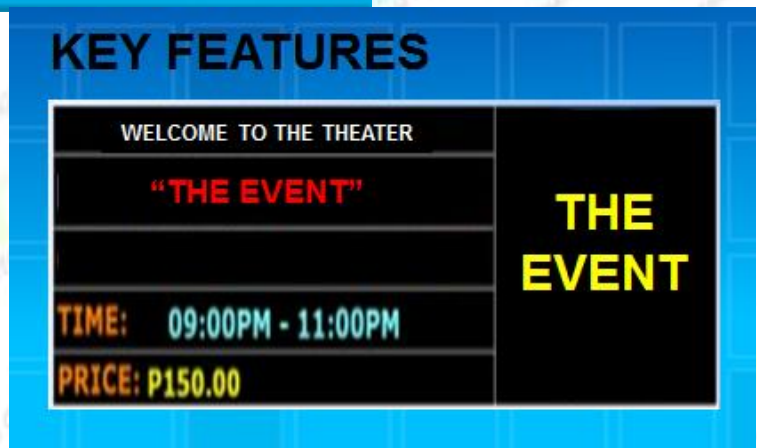 KEY FEATURES
WELCOME TO THE THEATER
“THE EVENT”
TIME: 09:00PM - 11:00PM
PRICE: P150.00
THE
EVENT